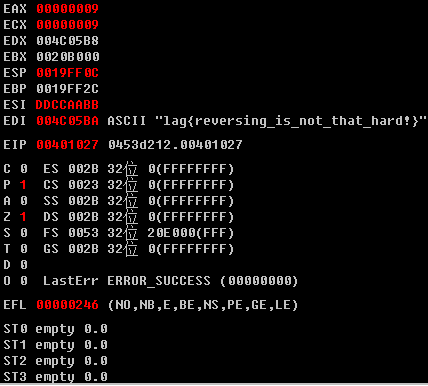 EAX 00000009
ECX 00000009
EDX 004C05B8
EBX 0020B000
ESP 0019FF0C
EBP 0019FF2C
ESI DDCCAABB
EDI 004C05BA ASCII "lag{reversing_is_not_that_hard!}"
EIP 00401027 0453d212.00401027
C 0 ES 002B 32位 0(FFFFFFFF)
P 1 CS 0023 32位 0(FFFFFFFF)
A 0 SS 002B 32位 0(FFFFFFFF)
Z 1 DS 002B 32位 0(FFFFFFFF)
S 0 FS 0053 32位 20E000(FFF)
T 0 GS 002B 32位 0(FFFFFFFF)
D 0
O 0 LastErr ERROR_SUCCESS (00000000)
EFL 00000246 (NO,NB,E,BE,NS,PE,GE,LE)
ST0 empty 0.0
ST1 empty 0.0
ST2 empty 0.0
ST3 empty 0.0